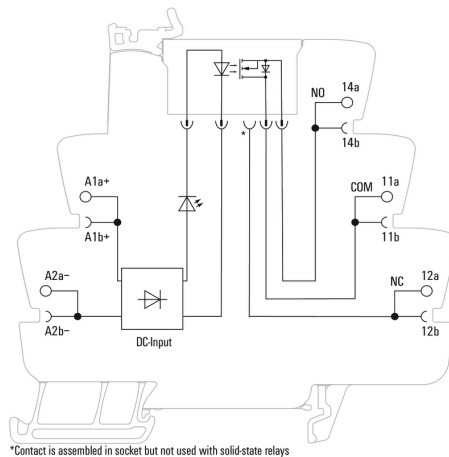 NO
14a
14b
*
A1a+
A1b+
COM
11a
11b
A2a–
A2b–
DC-Input
NC
12a
12b
*Contact is assembled in socket but not used with solid-state relays